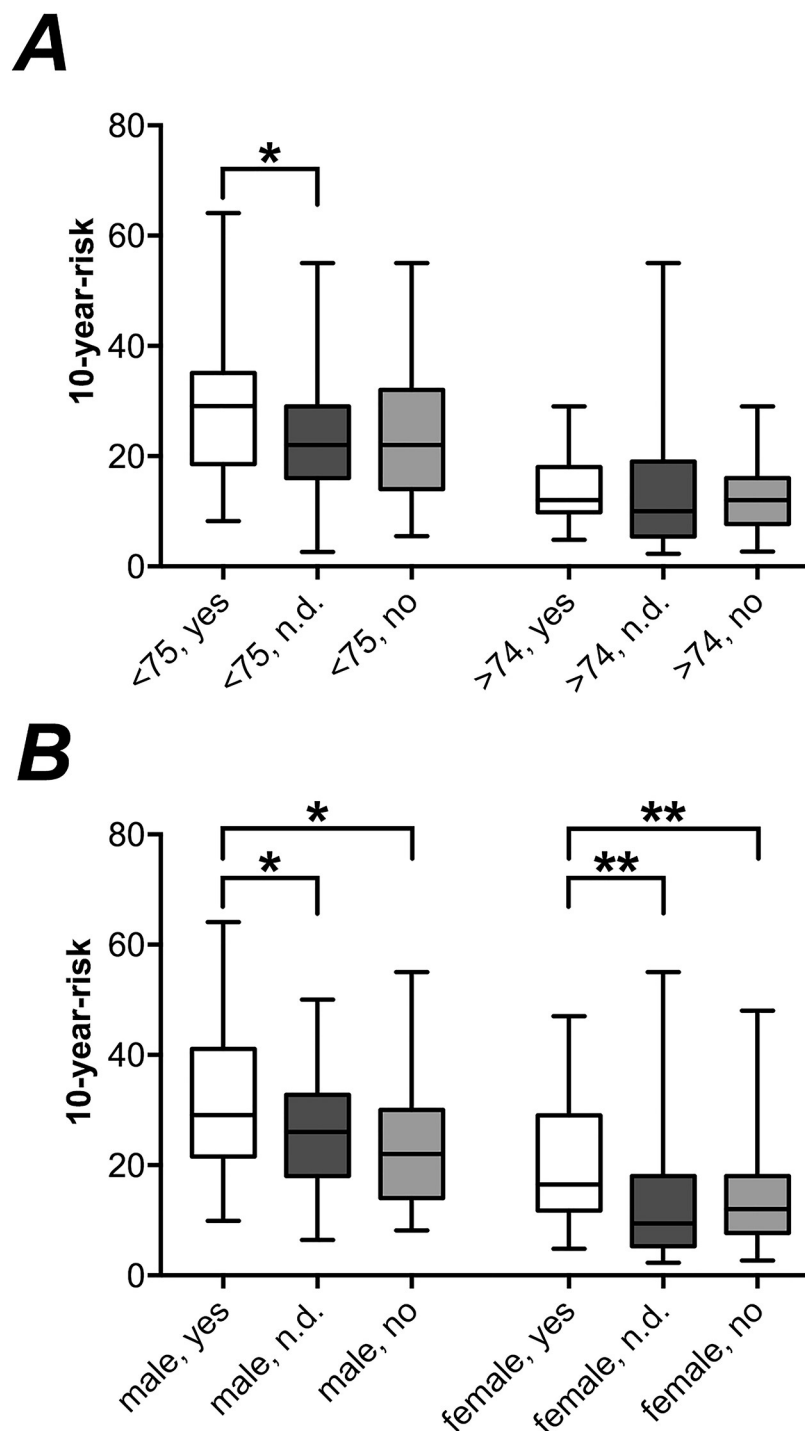 A
*
80
60
40
20
0
10-year-risk
<75, yes
<75, n.d.
<75, no
>74, yes
>74, n.d.
>74, no
B
*
**
*
**
80
60
40
20
0
10-year-risk
male, yes
male, n.d.
male, no
female, yes
female, n.d.
female, no